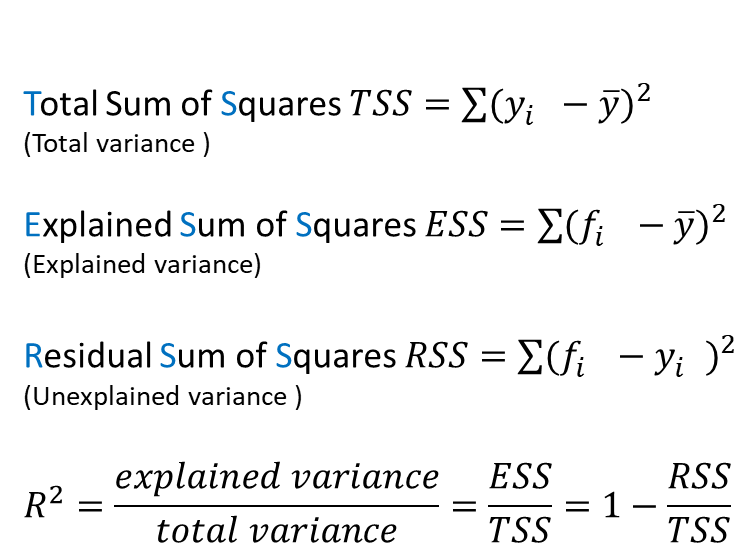 Total Sum of Squares TSS = ∑(yᵢ − ȳ)²
(Total variance )
Explained Sum of Squares ESS = ∑(fᵢ − ȳ)²
(Explained variance)
Residual Sum of Squares RSS = ∑(fᵢ − yᵢ )²
(Unexplained variance )
R² = explained variance / total variance = ESS / TSS = 1 − RSS / TSS